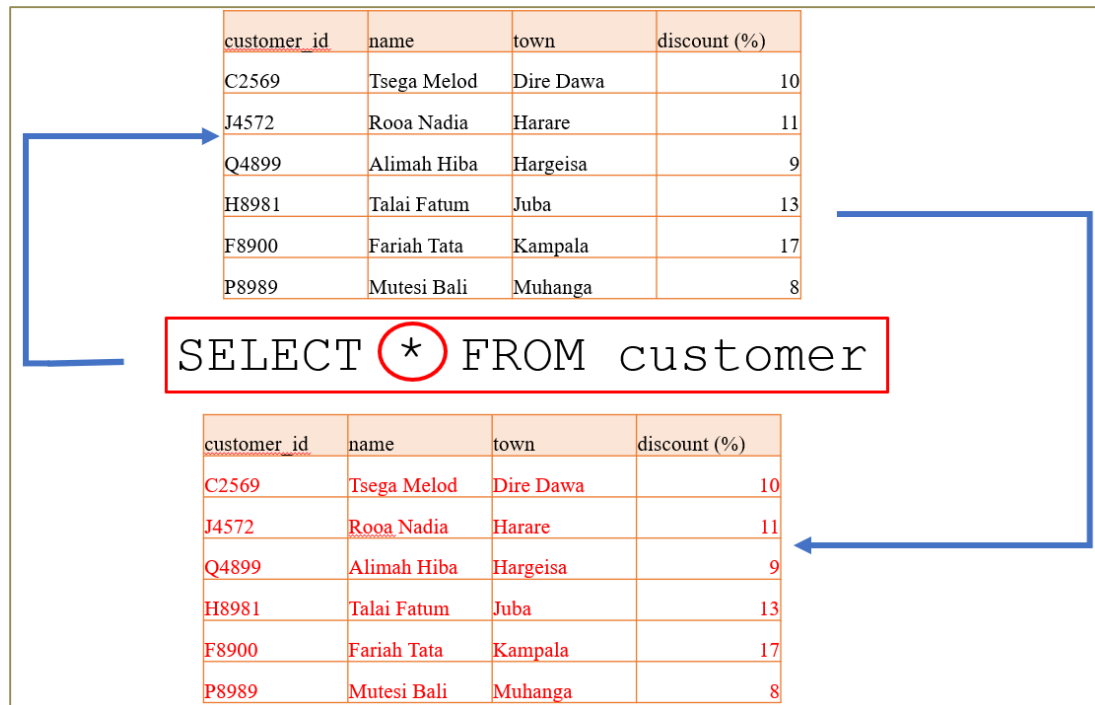 customer_id name town discount (%)
C2569 Tsega Melod Dire Dawa 10
J4572 Rooa Nadia Harare 11
Q4899 Alimah Hiba Hargeisa 9
H8981 Talai Fatum Juba 13
F8900 Fariah Tata Kampala 17
P8989 Mutesi Bali Muhanga 8
SELECT * FROM customer
customer_id name town discount (%)
C2569 Tsega Melod Dire Dawa 10
J4572 Rooa Nadia Harare 11
Q4899 Alimah Hiba Hargeisa 9
H8981 Talai Fatum Juba 13
F8900 Fariah Tata Kampala 17
P8989 Mutesi Bali Muhanga 8